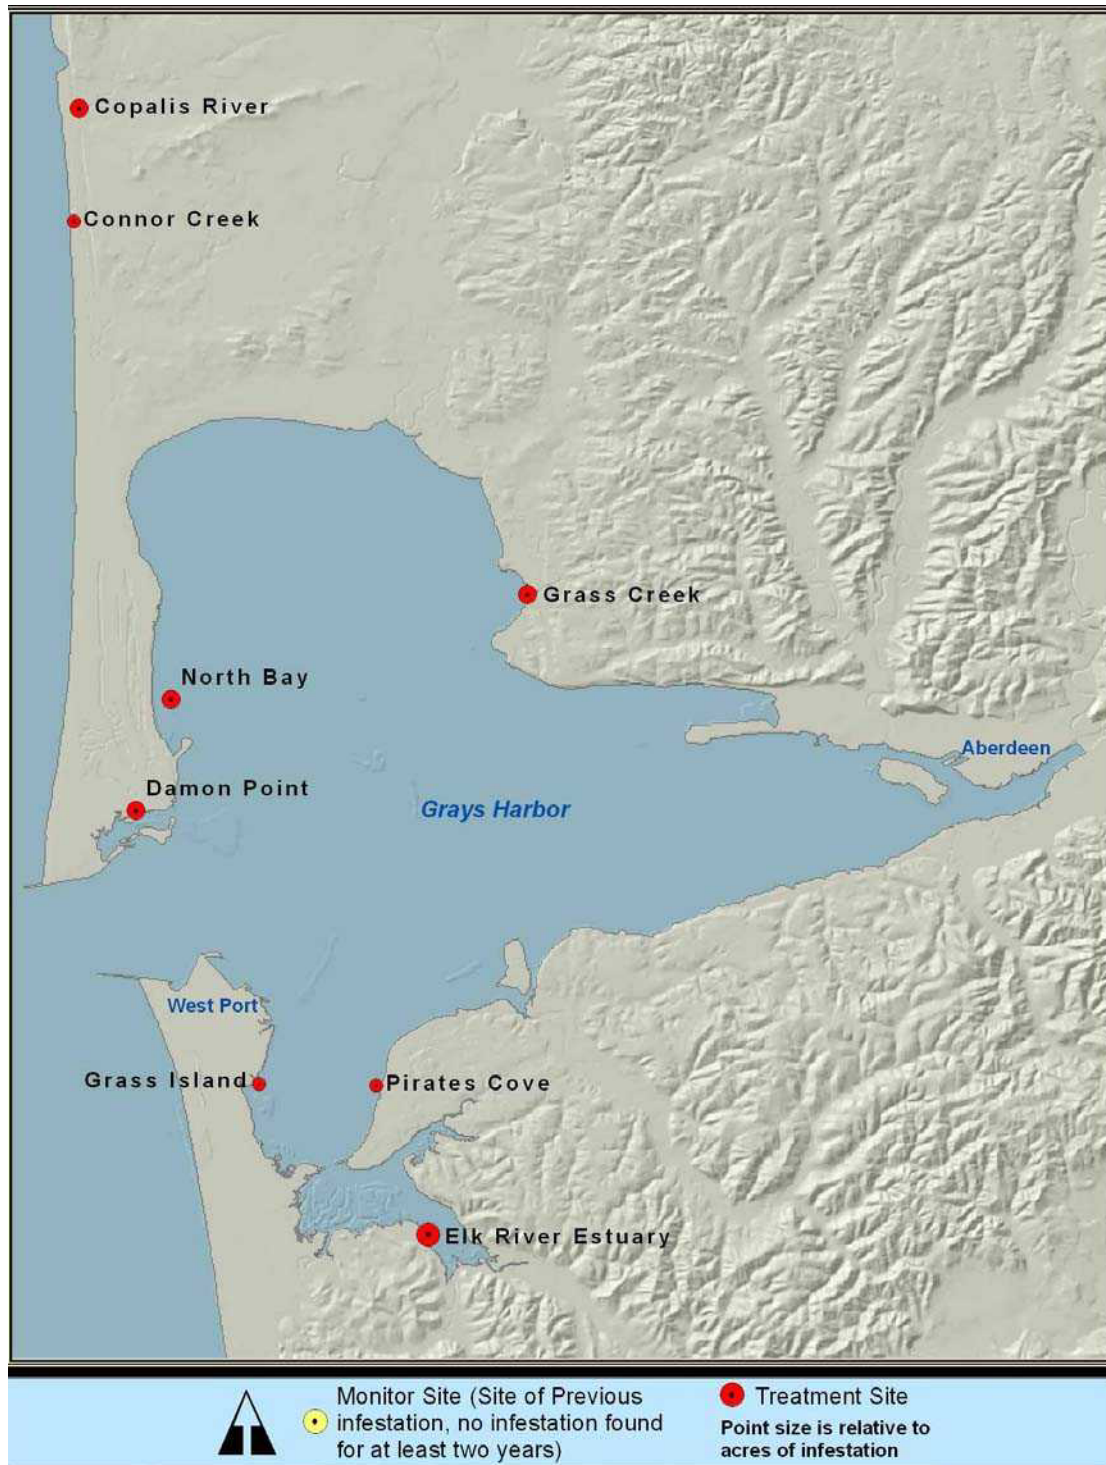 Copalis River
Connor Creek
Grass Creek
North Bay
Aberdeen
Damon Point
Grays Harbor
West Port
Grass Island
Pirates Cove
Elk River Estuary
Monitor Site (Site of Previous
infestation, no infestation found
for at least two years)
Treatment Site
Point size is relative to
acres of infestation